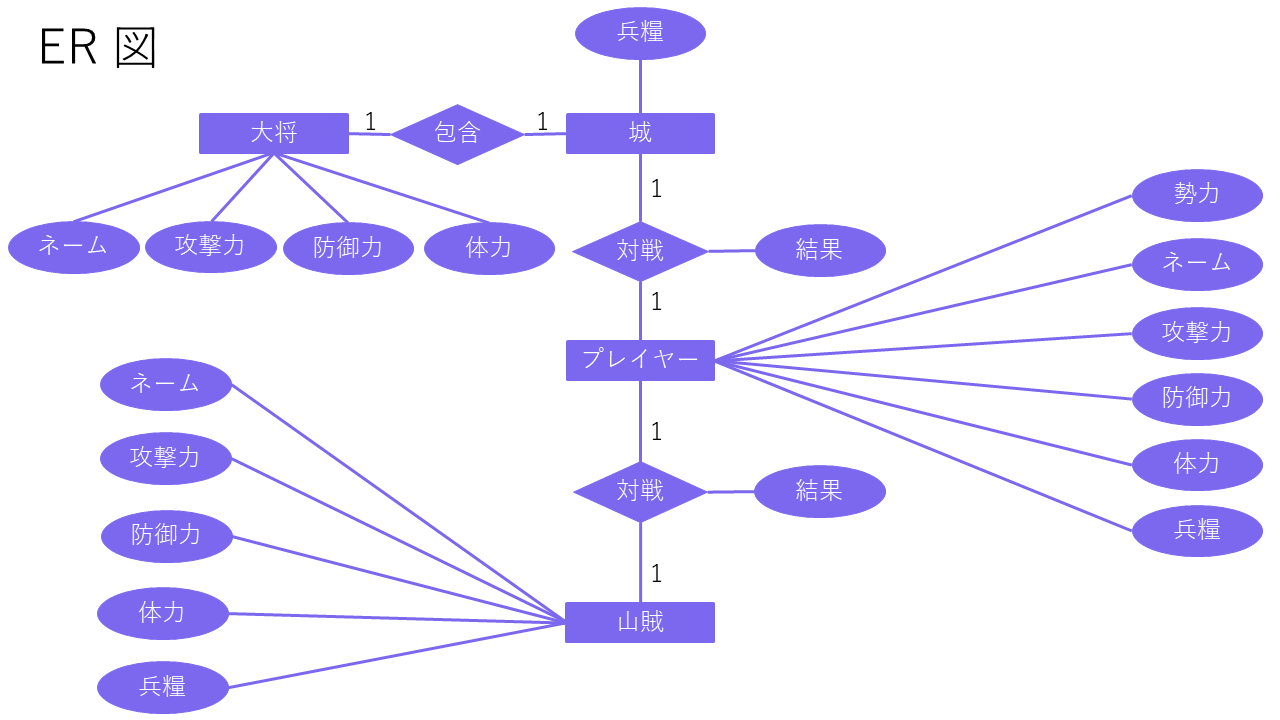 ER 図
兵糧
大将
1
包含
1
城
1
ネーム
攻撃力
防御力
体力
対戦
結果
1
勢力
ネーム
攻撃力
防御力
体力
兵糧
プレイヤー
1
対戦
結果
1
山賊
ネーム
攻撃力
防御力
体力
兵糧